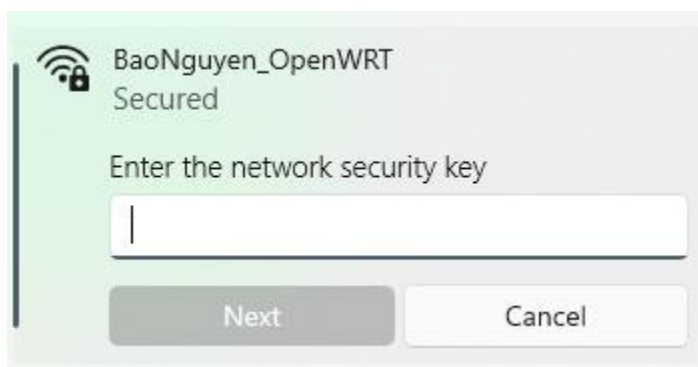 BaoNguyen_OpenWRT
Secured
Enter the network security key
Next Cancel